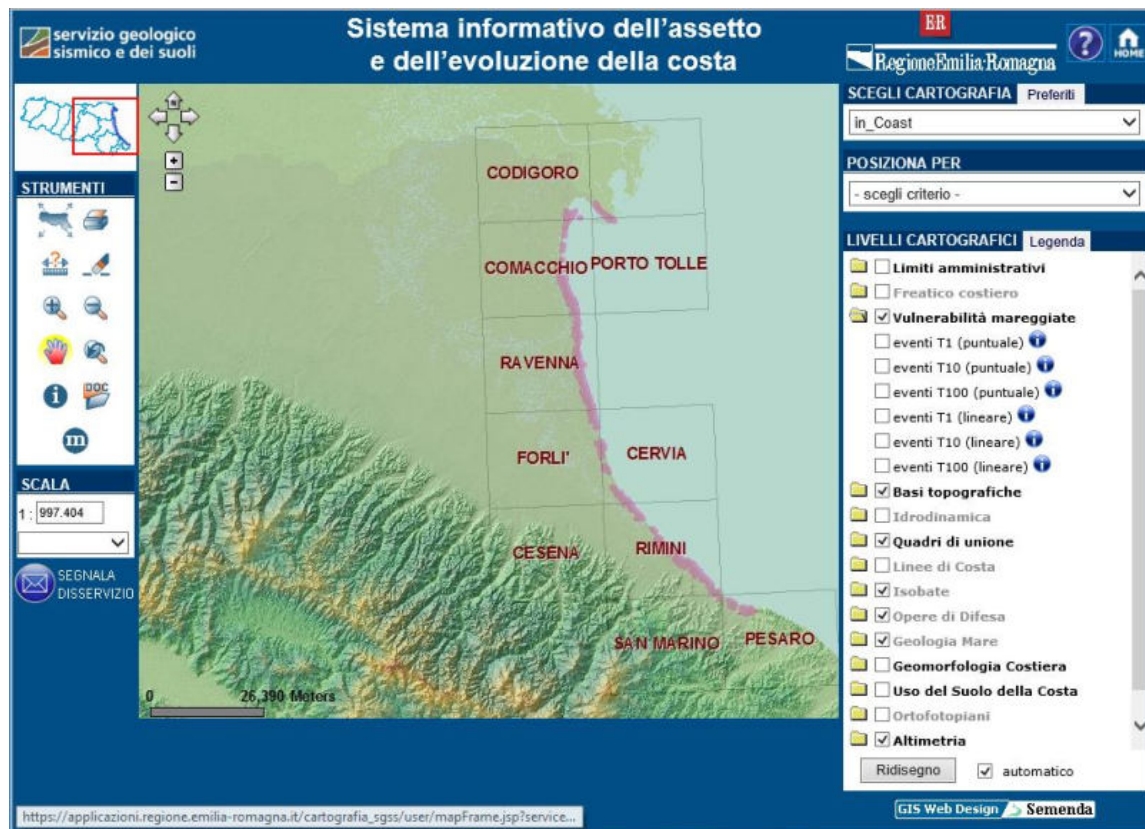 servizio geologico
sismico e dei suoli
Sistema informativo dell'assetto
e dell'evoluzione della costa
ER
RegioneEmilia-Romagna
?
HOME
STRUMENTI
?
DOC
i
m
SCALA
1 : 997.404
SEGNALA
DISSERVIZIO
N
+
-
CODIGORO
COMACCHIO
PORTO TOLLE
RAVENNA
FORLI'
CERVIA
CESENA
RIMINI
SAN MARINO
PESARO
0 26,390 Meters
SCEGLI CARTOGRAFIA Preferiti
in_Coast
POSIZIONA PER
- scegli criterio -
LIVELLI CARTOGRAFICI Legenda
Limiti amministrativi
Freatico costiero
Vulnerabilità mareggiate
eventi T1 (puntuale) i
eventi T10 (puntuale) i
eventi T100 (puntuale) i
eventi T1 (lineare) i
eventi T10 (lineare) i
eventi T100 (lineare) i
Basi topografiche
Idrodinamica
Quadri di unione
Linee di Costa
Isobate
Opere di Difesa
Geologia Mare
Geomorfologia Costiera
Uso del Suolo della Costa
Ortofotopiani
Altimetria
Ridisegno automatico
GIS Web Design Semenda
https://applicazioni.regione.emilia-romagna.it/cartografia_sgss/user/mapFrame.jsp?service...